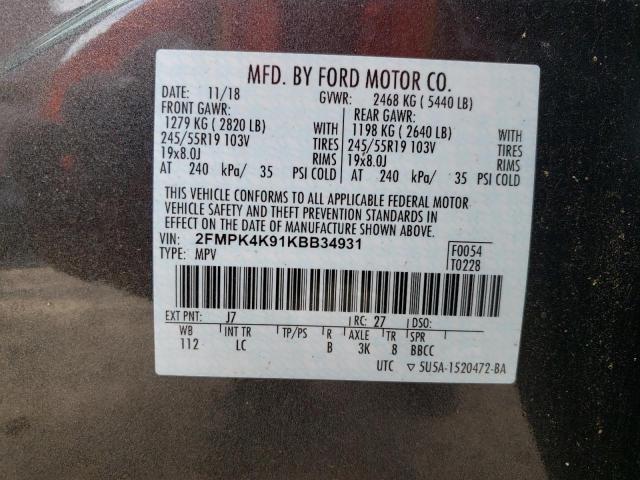 MFD. BY FORD MOTOR CO.
DATE: 11/18 GVWR: 2468 KG ( 5440 LB)
FRONT GAWR: REAR GAWR:
1279 KG ( 2820 LB) WITH 1198 KG ( 2640 LB) WITH
245/55R19 103V TIRES 245/55R19 103V TIRES
19x8.0J RIMS 19x8.0J RIMS
AT 240 kPa/ 35 PSI COLD AT 240 kPa/ 35 PSI COLD
THIS VEHICLE CONFORMS TO ALL APPLICABLE FEDERAL MOTOR
VEHICLE SAFETY AND THEFT PREVENTION STANDARDS IN
EFFECT ON THE DATE OF MANUFACTURE SHOWN ABOVE.
VIN: 2FMPK4K91KBB34931 F0054
TYPE: MPV T0228
EXT PNT: J7 RC: 27 DSO:
WB INT TR TP/PS R AXLE TR SPR
112 LC B 3K 8 BBCC
UTC ▽ 5U5A-1520472-BA